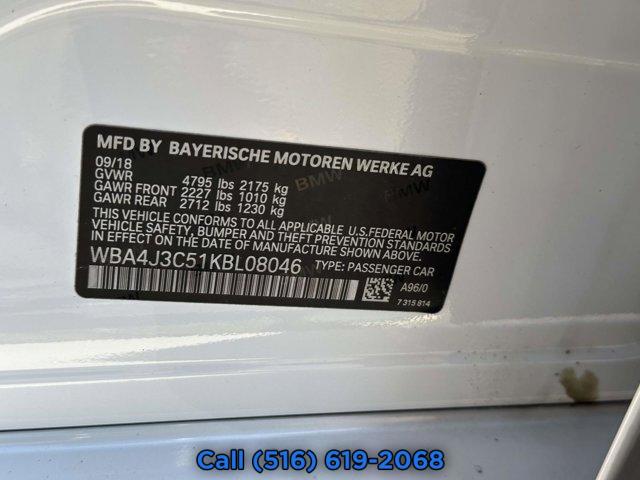 MFD BY BAYERISCHE MOTOREN WERKE AG
09/18
GVWR 4795 lbs 2175 kg
GAWR FRONT 2227 lbs 1010 kg
GAWR REAR 2712 lbs 1230 kg
THIS VEHICLE CONFORMS TO ALL APPLICABLE U.S.FEDERAL MOTOR
VEHICLE SAFETY, BUMPER AND THEFT PREVENTION STANDARDS
IN EFFECT ON THE DATE OF MANUFACTURE SHOWN ABOVE.
WBA4J3C51KBL08046 TYPE: PASSENGER CAR
A96/0
7 315 814
Call (516) 619-2068